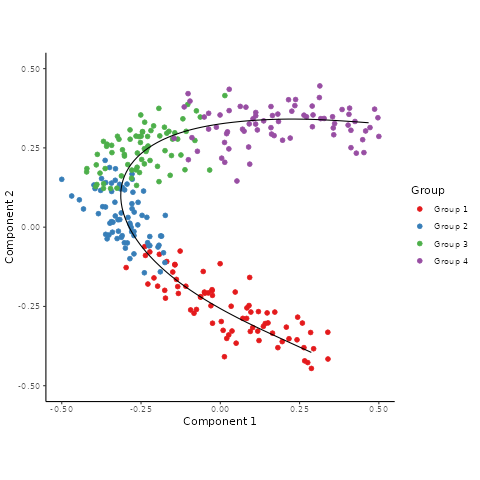 0.50
0.25
0.00
-0.25
-0.50
Component 2
-0.50 -0.25 0.00 0.25 0.50
Component 1
Group
Group 1
Group 2
Group 3
Group 4